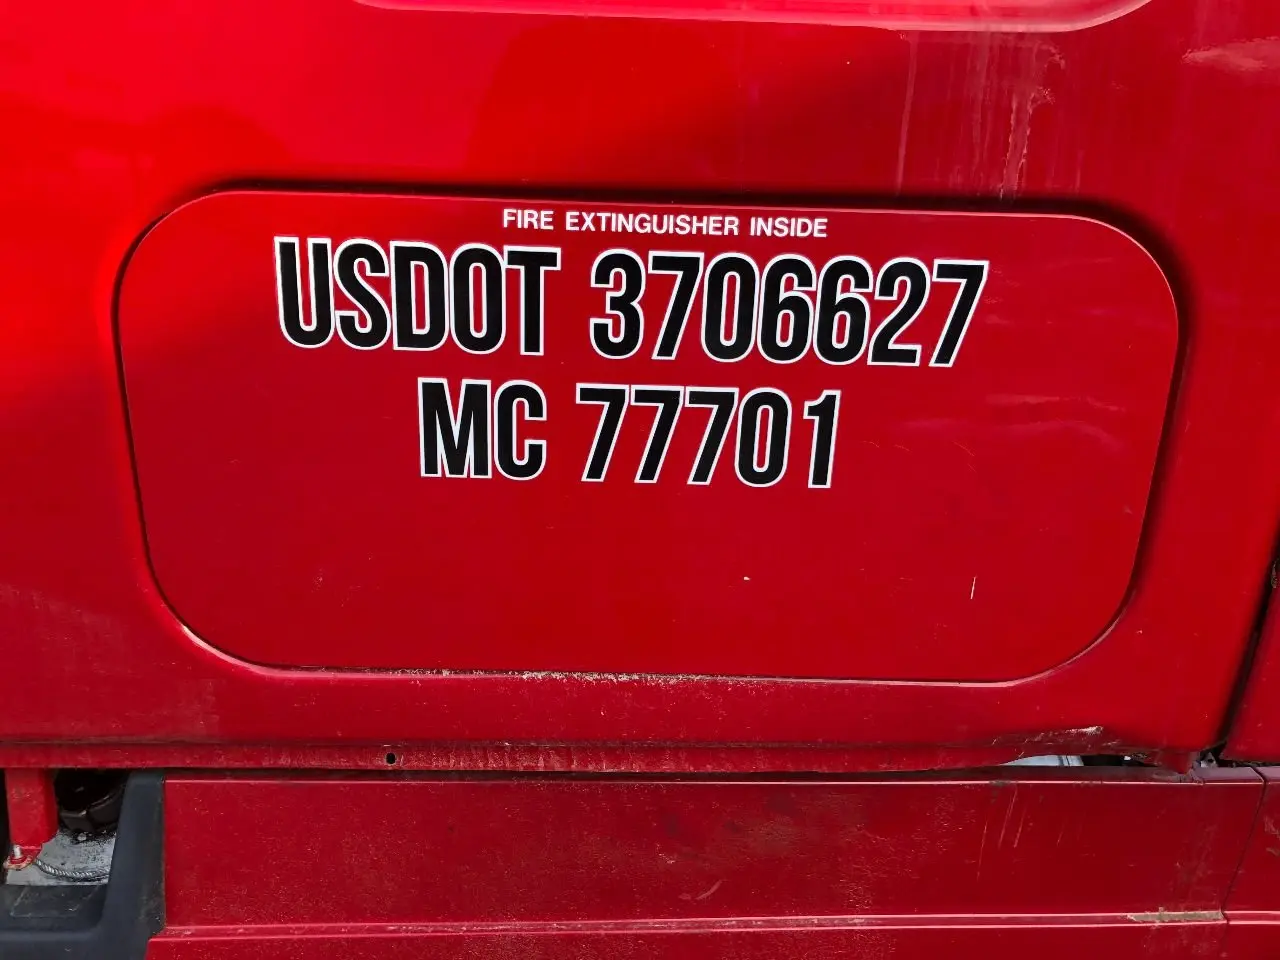 FIRE EXTINGUISHER INSIDE
USDOT 3706627
MC 77701